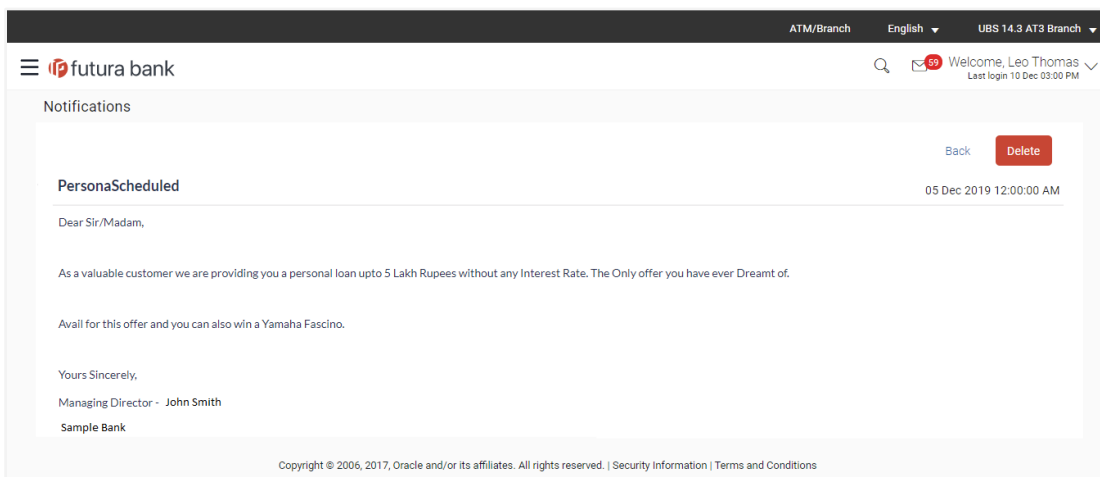 ATM/Branch English UBS 14.3 AT3 Branch
futura bank 59 Welcome, Leo Thomas
Last login 10 Dec 03:00 PM
Notifications
Back Delete
PersonaScheduled 05 Dec 2019 12:00:00 AM
Dear Sir/Madam,
As a valuable customer we are providing you a personal loan upto 5 Lakh Rupees without any Interest Rate. The Only offer you have ever Dreamt of.
Avail for this offer and you can also win a Yamaha Fascino.
Yours Sincerely,
Managing Director - John Smith
Sample Bank
Copyright © 2006, 2017, Oracle and/or its affiliates. All rights reserved. | Security Information | Terms and Conditions